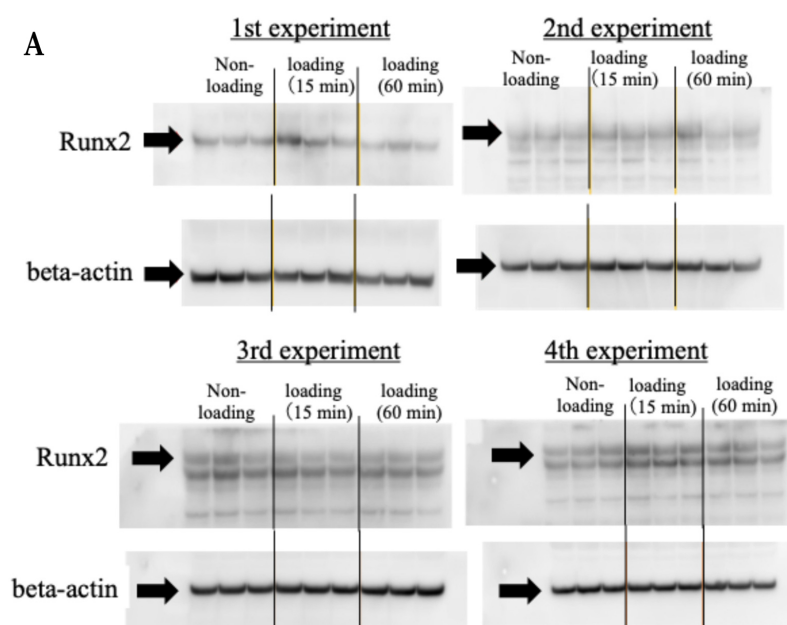 A
1st experiment
Non-
loading
loading
(15 min)
loading
(60 min)
Runx2
beta-actin
2nd experiment
Non-
loading
loading
(15 min)
loading
(60 min)
3rd experiment
Non-
loading
loading
(15 min)
loading
(60 min)
Runx2
beta-actin
4th experiment
Non-
loading
loading
(15 min)
loading
(60 min)